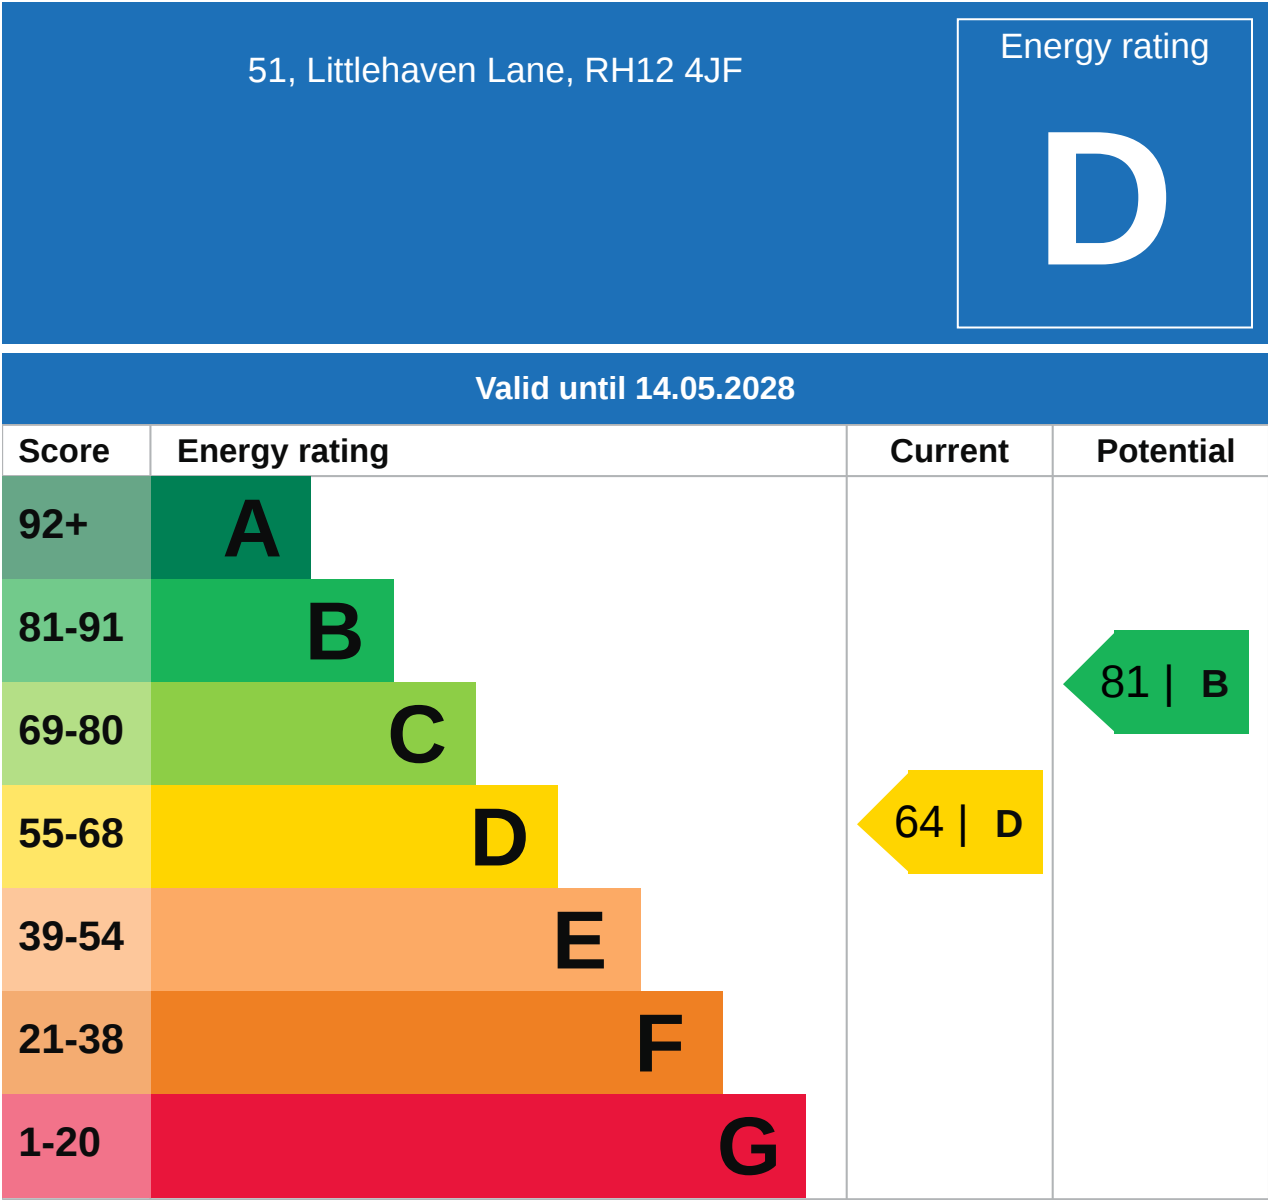 51, Littlehaven Lane, RH12 4JF
Energy rating
D
Valid until 14.05.2028
Score Energy rating Current Potential
92+ A
81-91 B
81 | B
69-80 C
55-68 D
64 | D
39-54 E
21-38 F
1-20 G